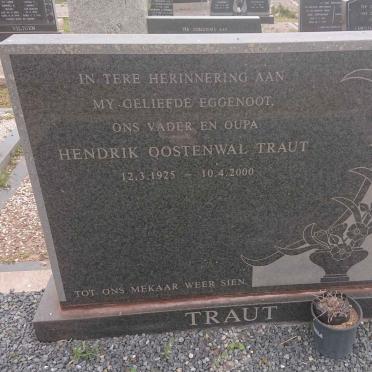 IN TERE HERINNERING AAN
MY GELIEFDE EGGENOOT,
ONS VADER EN OUPA
HENDRIK OOSTENWAL TRAUT
12.3.1925 – 10.4.2000
TOT ONS MEKAAR WEER SIEN.
TRAUT